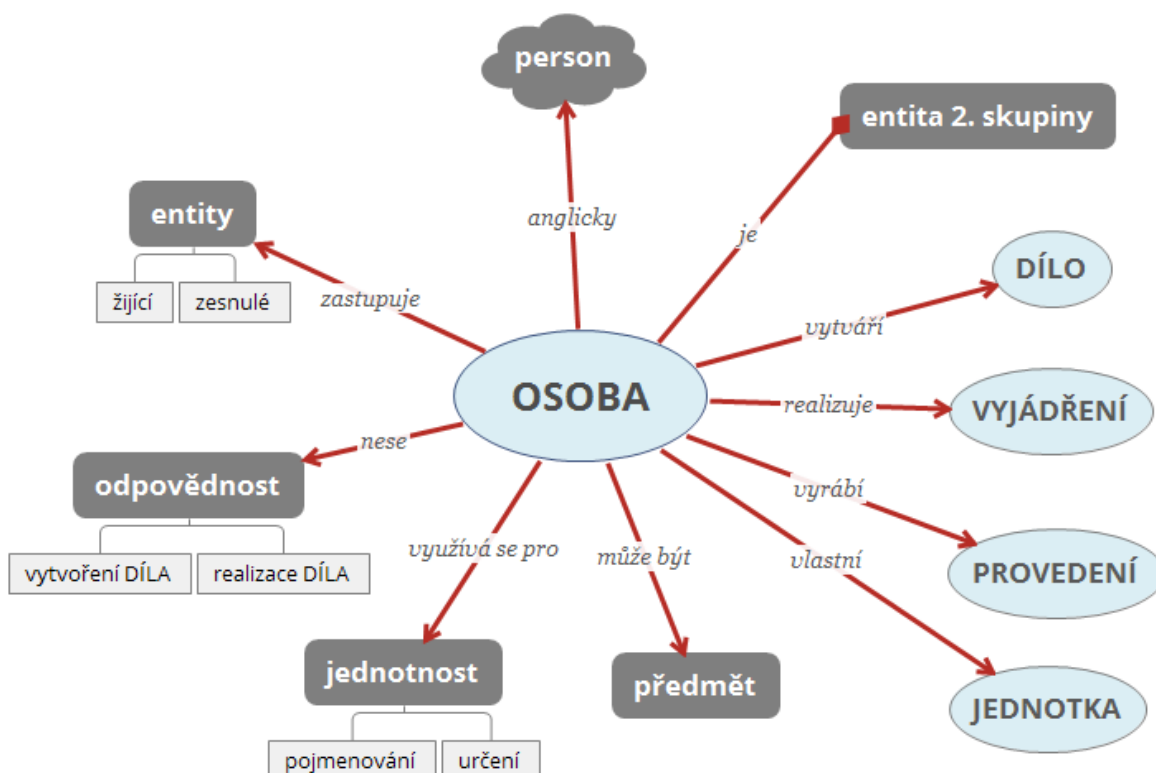 person
entita 2. skupiny
entity
anglicky
je
DÍLO
žijící
zesnulé
zastupuje
vytváří
OSOBA
realizuje
VYJÁDŘENÍ
nese
odpovědnost
vyrábí
využívá se pro
může být
vlastní
PROVEDENÍ
vytvoření DÍLA
realizace DÍLA
jednotnost
předmět
JEDNOTKA
pojmenování
určení